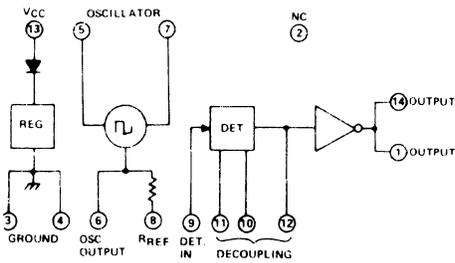 VCC
OSCILLATOR
NC
13
5
7
2
REG
DET
14 OUTPUT
1 OUTPUT
3
4
6
8
9
11
10
12
GROUND
OSC
OUTPUT
RREF
DET.
IN
DECOUPLING